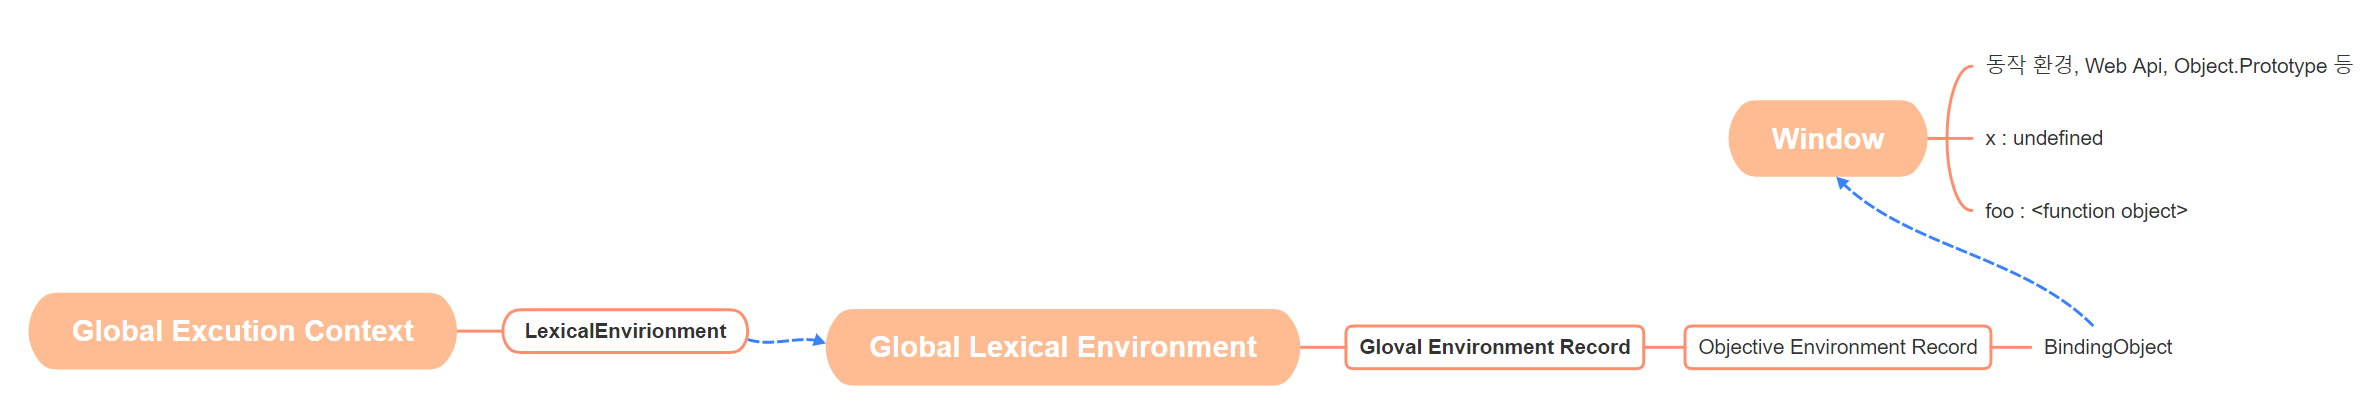 동작 환경, Web Api, Object.Prototype 등
Window
x : undefined
foo : <function object>
Global Excution Context
LexicalEnvirionment
Global Lexical Environment
Gloval Environment Record
Objective Environment Record
BindingObject